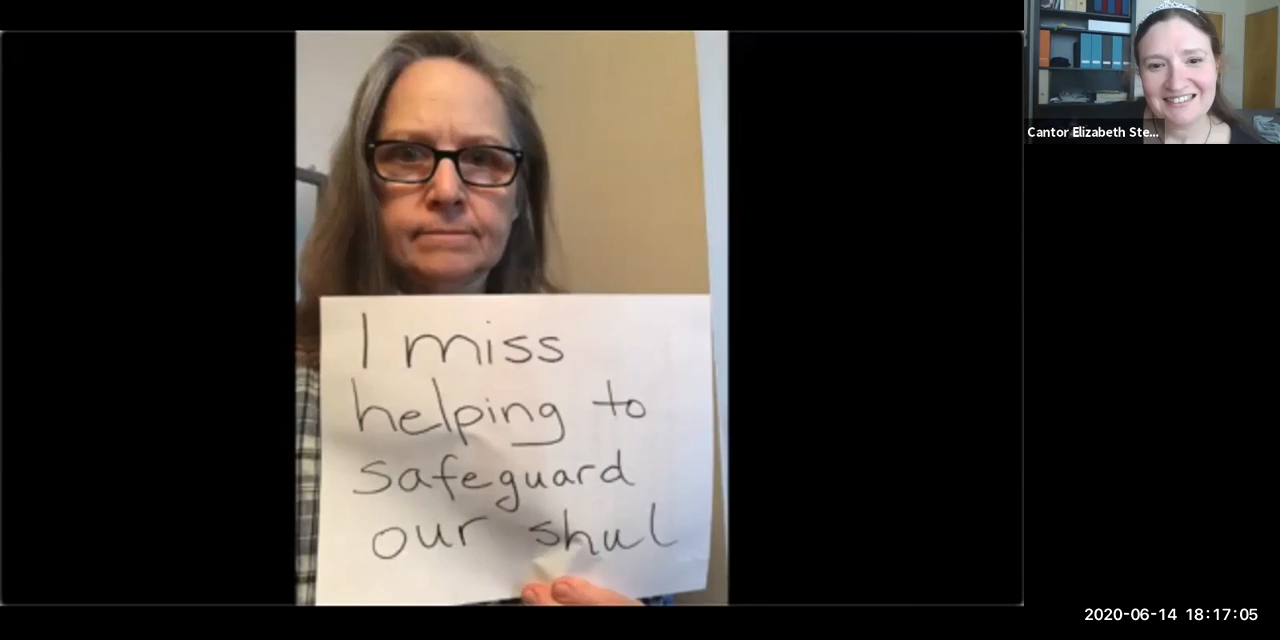 I miss
helping to
safeguard
our shul
Cantor Elizabeth Ste...
2020-06-14 18:17:05